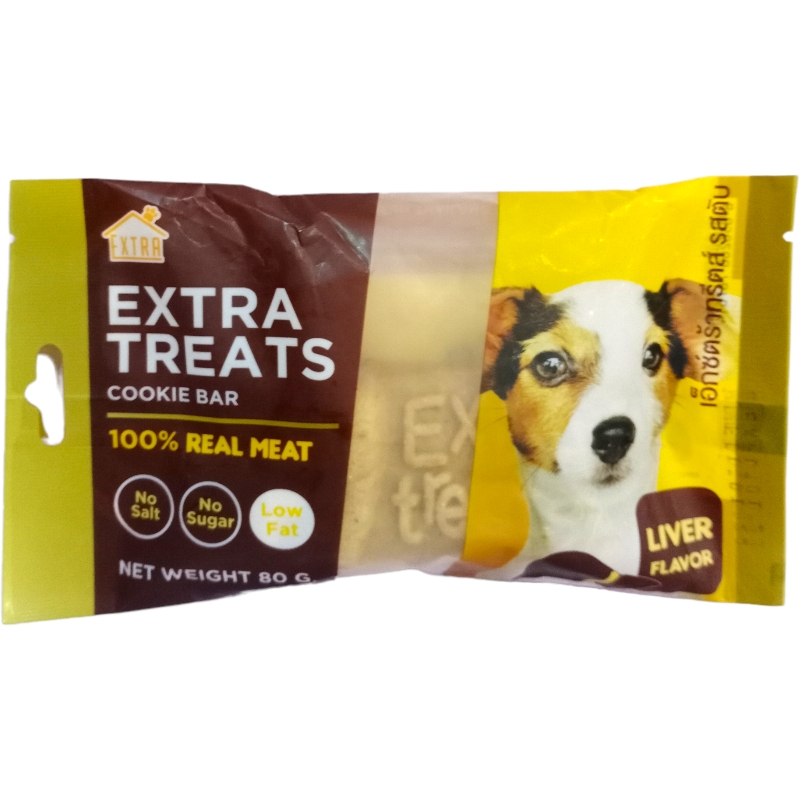 EXTRA
EXTRA
TREATS
COOKIE BAR
100% REAL MEAT
No
Salt
No
Sugar
Low
Fat
NET WEIGHT 80 G.
Ex
tre
LIVER
FLAVOR
เอ็กซ์ตร้าทรีตส์ รสตับ